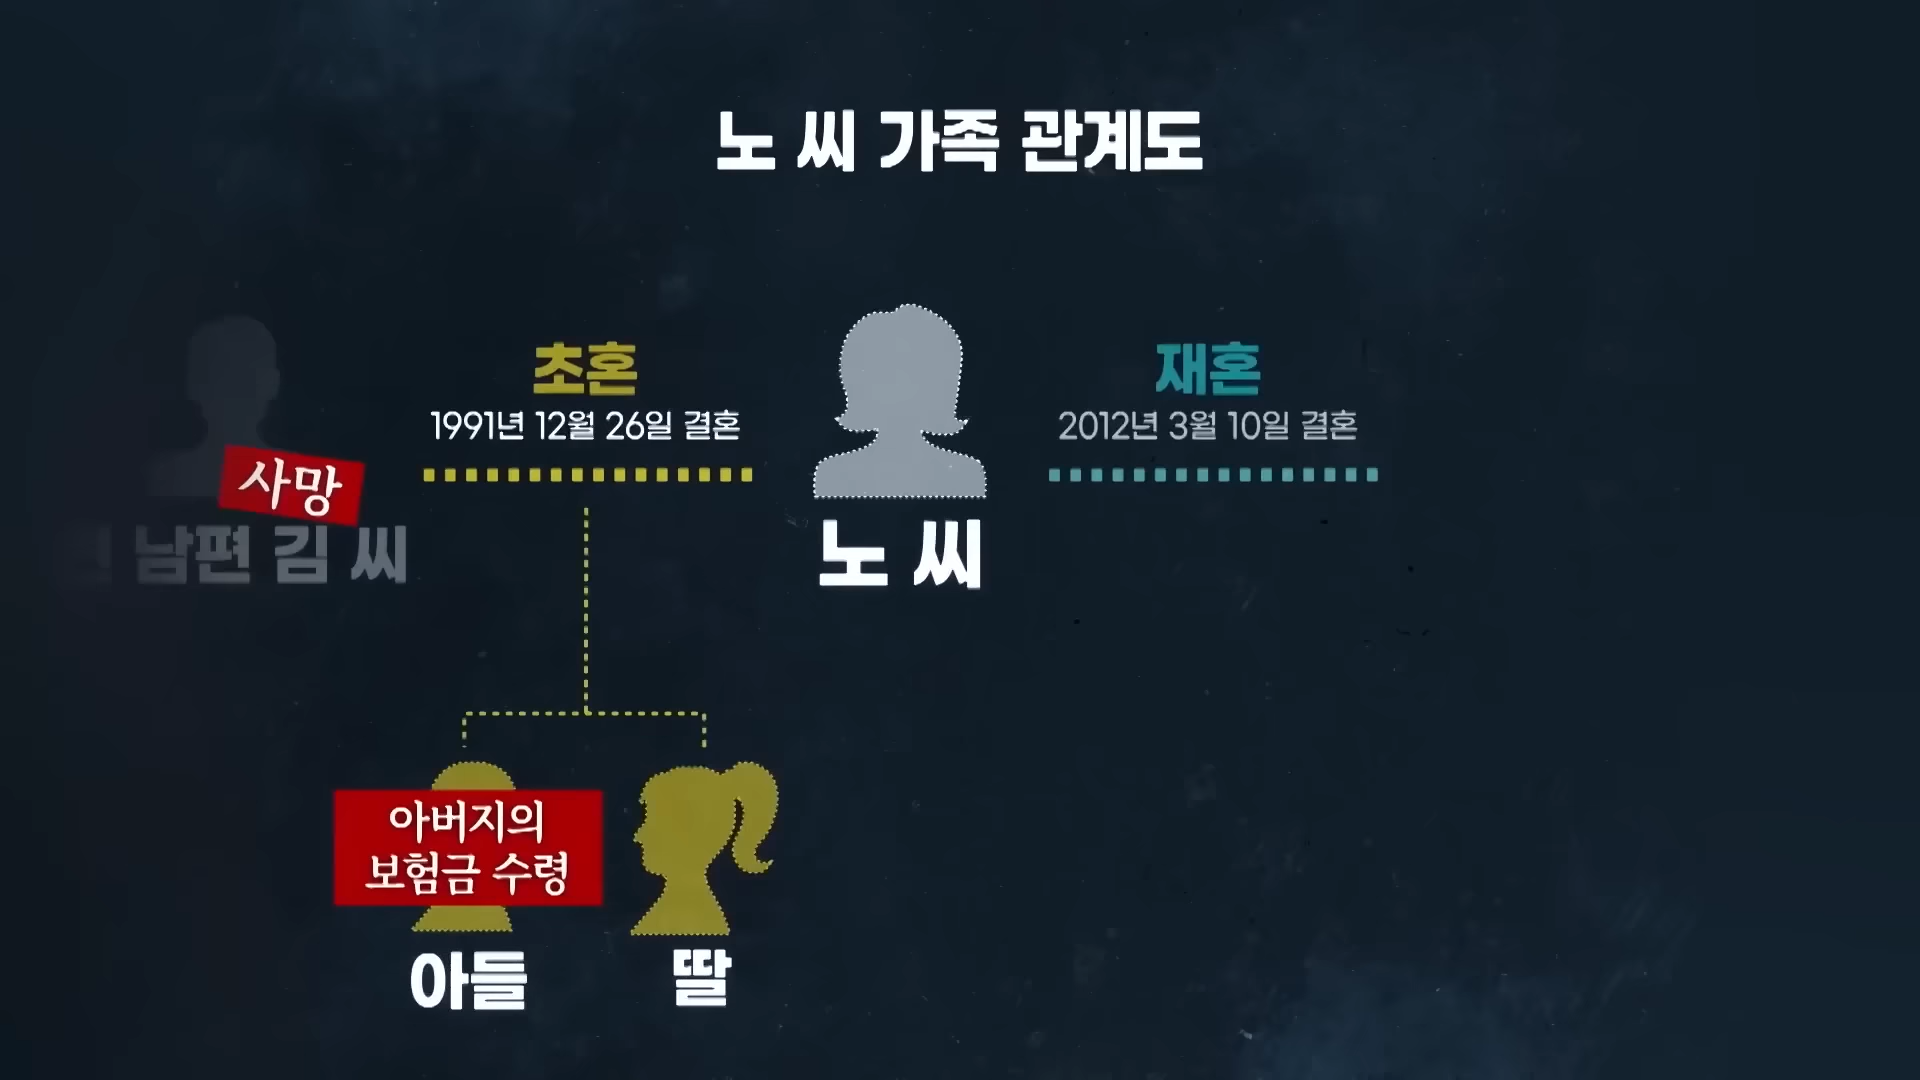 노 씨 가족 관계도
초혼
1991년 12월 26일 결혼
재혼
2012년 3월 10일 결혼
사망
남편 김 씨
노 씨
아버지의
보험금 수령
아들
딸